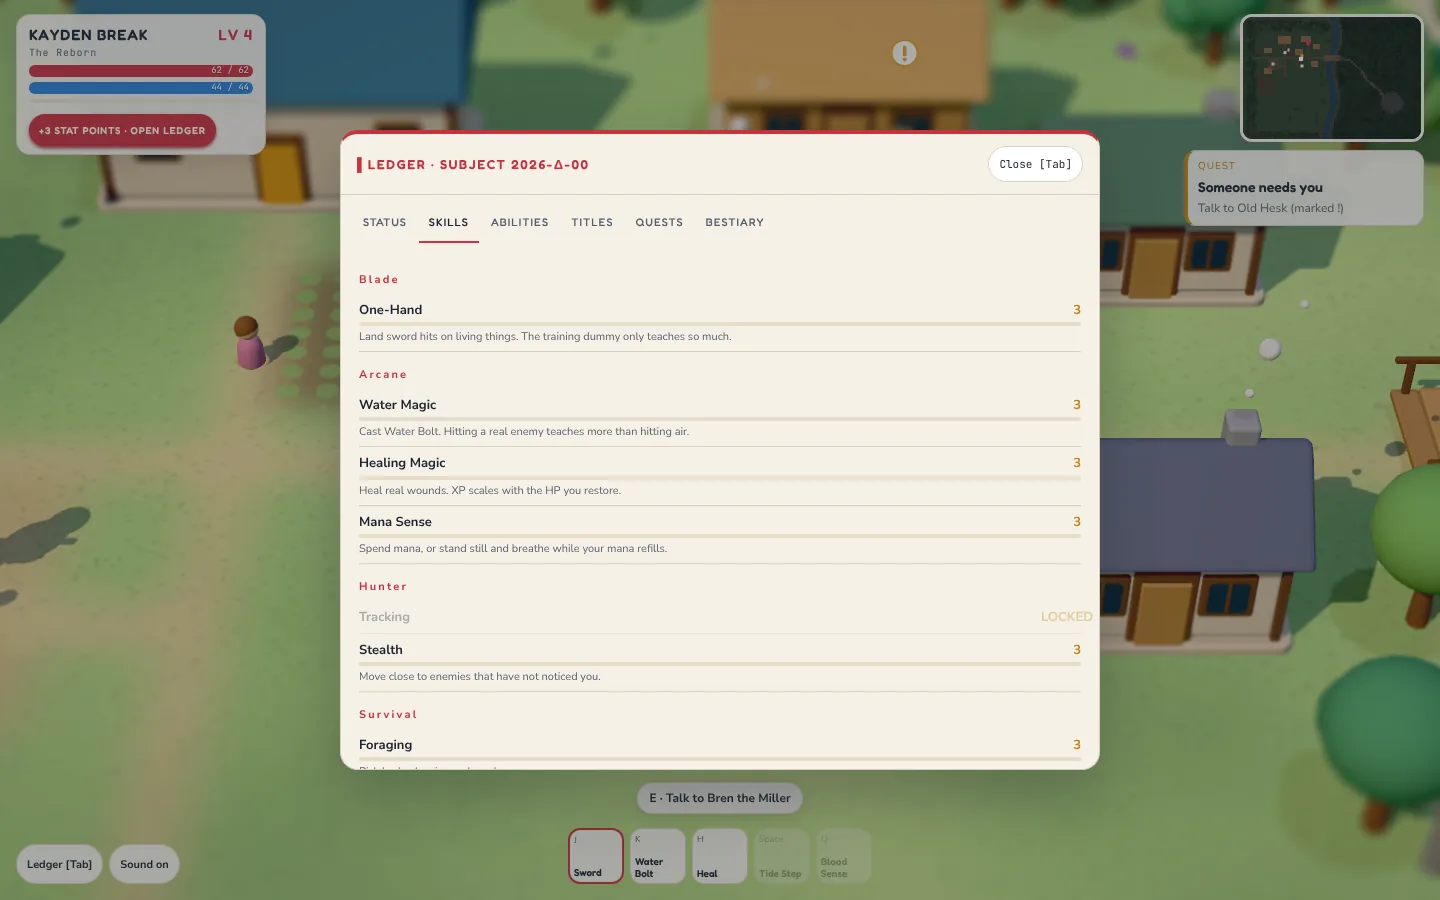 KAYDEN BREAK LV 4
The Reborn
62 / 62
44 / 44
+3 STAT POINTS · OPEN LEDGER
QUEST
Someone needs you
Talk to Old Hesk (marked !)
LEDGER · SUBJECT 2026-Δ-00
Close [Tab]
STATUS SKILLS ABILITIES TITLES QUESTS BESTIARY
Blade
One-Hand 3
Land sword hits on living things. The training dummy only teaches so much.
Arcane
Water Magic 3
Cast Water Bolt. Hitting a real enemy teaches more than hitting air.
Healing Magic 3
Heal real wounds. XP scales with the HP you restore.
Mana Sense 3
Spend mana, or stand still and breathe while your mana refills.
Hunter
Tracking LOCKED
Stealth 3
Move close to enemies that have not noticed you.
Survival
Foraging 3
E · Talk to Bren the Miller
J
Sword
K
Water
Bolt
H
Heal
Space
Tide Step
Blood
Sense
Ledger [Tab]
Sound on